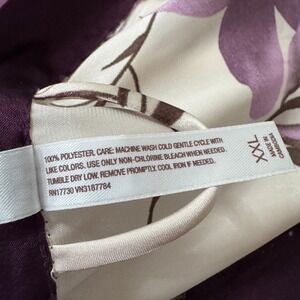 100% POLYESTER. CARE: MACHINE WASH COLD GENTLE CYCLE WITH
LIKE COLORS. USE ONLY NON-CHLORINE BLEACH WHEN NEEDED.
TUMBLE DRY LOW. REMOVE PROMPTLY. COOL IRON IF NEEDED.
RN17730 VN3187784
XXL
MADE IN
CAMBODIA